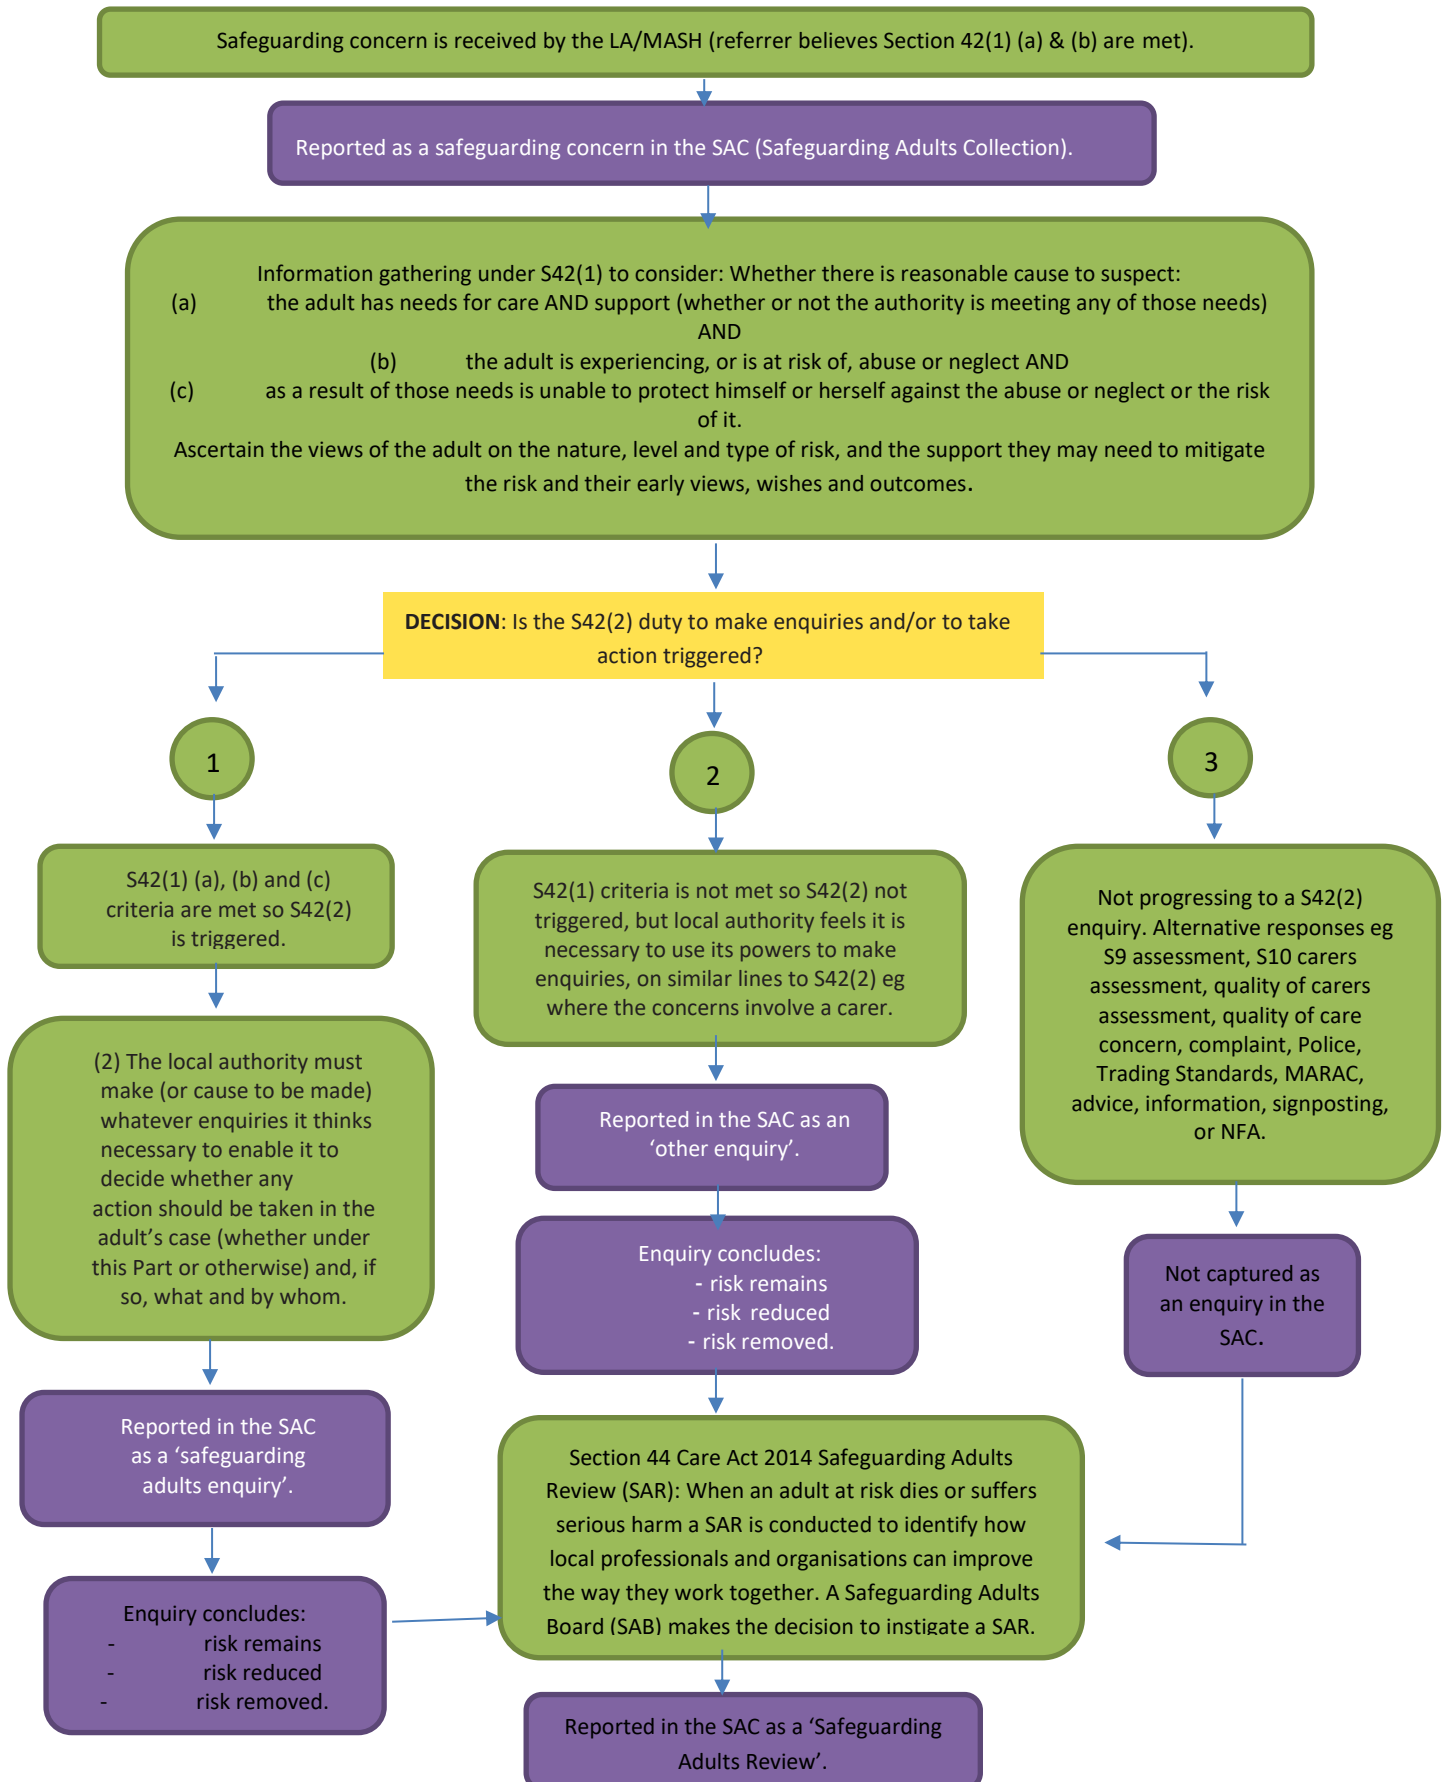 Safeguarding concern is received by the LA/MASH (referrer believes Section 42(1) (a) & (b) are met).
Reported as a safeguarding concern in the SAC (Safeguarding Adults Collection).
Information gathering under S42(1) to consider: Whether there is reasonable cause to suspect:
(a) the adult has needs for care AND support (whether or not the authority is meeting any of those needs)
AND
(b) the adult is experiencing, or is at risk of, abuse or neglect AND
(c) as a result of those needs is unable to protect himself or herself against the abuse or neglect or the risk
of it.
Ascertain the views of the adult on the nature, level and type of risk, and the support they may need to mitigate
the risk and their early views, wishes and outcomes.
DECISION: Is the S42(2) duty to make enquiries and/or to take
action triggered?
1
S42(1) (a), (b) and (c)
criteria are met so S42(2)
is triggered.
(2) The local authority must
make (or cause to be made)
whatever enquiries it thinks
necessary to enable it to
decide whether any
action should be taken in the
adult’s case (whether under
this Part or otherwise) and, if
so, what and by whom.
Reported in the SAC
as a ‘safeguarding
adults enquiry’.
Enquiry concludes:
- risk remains
- risk reduced
- risk removed.
2
S42(1) criteria is not met so S42(2) not
triggered, but local authority feels it is
necessary to use its powers to make
enquiries, on similar lines to S42(2) eg
where the concerns involve a carer.
Reported in the SAC as an
‘other enquiry’.
Enquiry concludes:
- risk remains
- risk reduced
- risk removed.
3
Not progressing to a S42(2)
enquiry. Alternative responses eg
S9 assessment, S10 carers
assessment, quality of carers
assessment, quality of care
concern, complaint, Police,
Trading Standards, MARAC,
advice, information, signposting,
or NFA.
Not captured as
an enquiry in the
SAC.
Section 44 Care Act 2014 Safeguarding Adults
Review (SAR): When an adult at risk dies or suffers
serious harm a SAR is conducted to identify how
local professionals and organisations can improve
the way they work together. A Safeguarding Adults
Board (SAB) makes the decision to instigate a SAR.
Reported in the SAC as a ‘Safeguarding
Adults Review’.